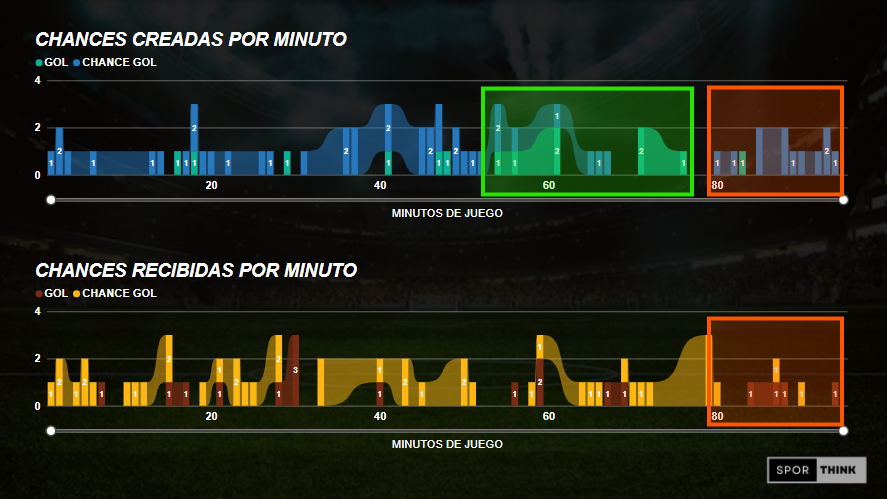 CHANCES CREADAS POR MINUTO
GOL CHANCE GOL
4
2
0
1 2 1 1 1 1 2 1 1 1 1 2 2 1 2 2 1 1 2 1 2 1 1 2 1 1 2 1 1 1 1 1 2 2 1
20 40 60 80
MINUTOS DE JUEGO
CHANCES RECIBIDAS POR MINUTO
GOL CHANCE GOL
4
2
0
1 2 1 2 1 1 1 2 1 1 2 1 2 1 2 1 3 1 1 2 1 2 1 1 2 1 1 1 1 1 1 1 1 1 1
20 40 60 80
MINUTOS DE JUEGO
SPOR THINK